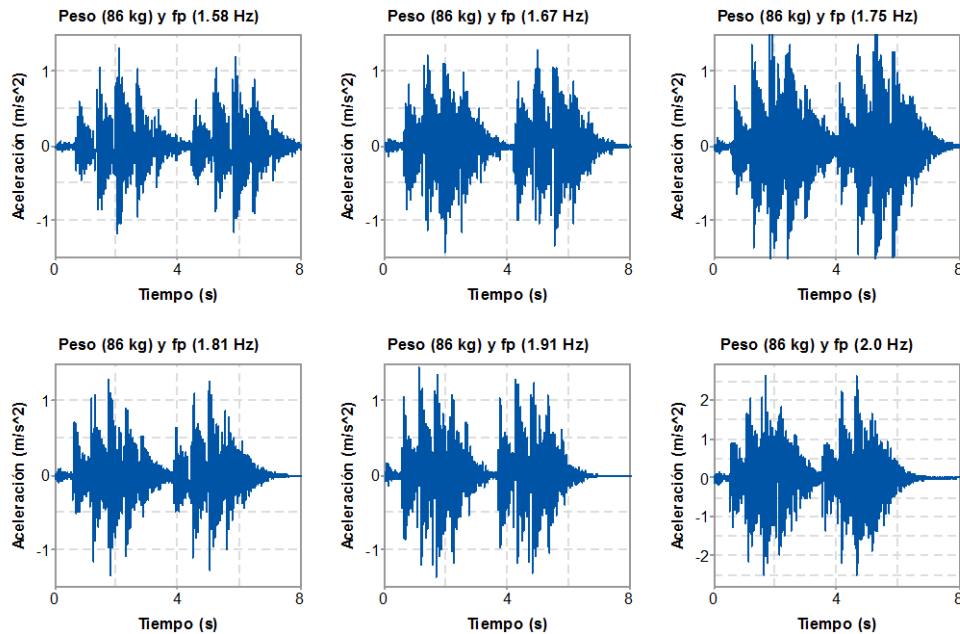 Peso (86 kg) y fp (1.58 Hz) Peso (86 kg) y fp (1.67 Hz) Peso (86 kg) y fp (1.75 Hz)
Aceleración (m/s^2) Aceleración (m/s^2) Aceleración (m/s^2)
1 1 1
0 0 0
-1 -1 -1
0 4 8 0 4 8 0 4 8
Tiempo (s) Tiempo (s) Tiempo (s)
Peso (86 kg) y fp (1.81 Hz) Peso (86 kg) y fp (1.91 Hz) Peso (86 kg) y fp (2.0 Hz)
Aceleración (m/s^2) Aceleración (m/s^2) Aceleración (m/s^2)
1 1 2
1
0 0 0
-1
-1 -1 -2
0 4 8 0 4 8 0 4 8
Tiempo (s) Tiempo (s) Tiempo (s)